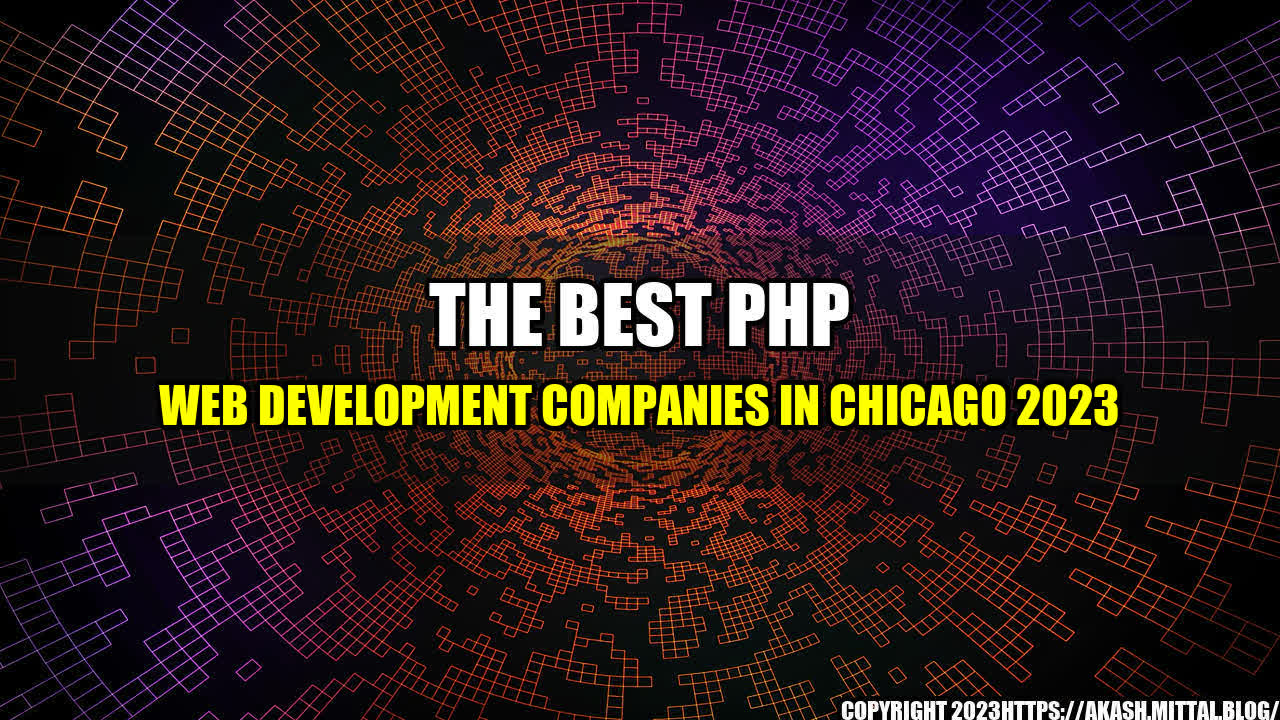 THE BEST PHP
WEB DEVELOPMENT COMPANIES IN CHICAGO 2023
COPYRIGHT 2023HTTPS://AKASH.MITTAL.BLOG/